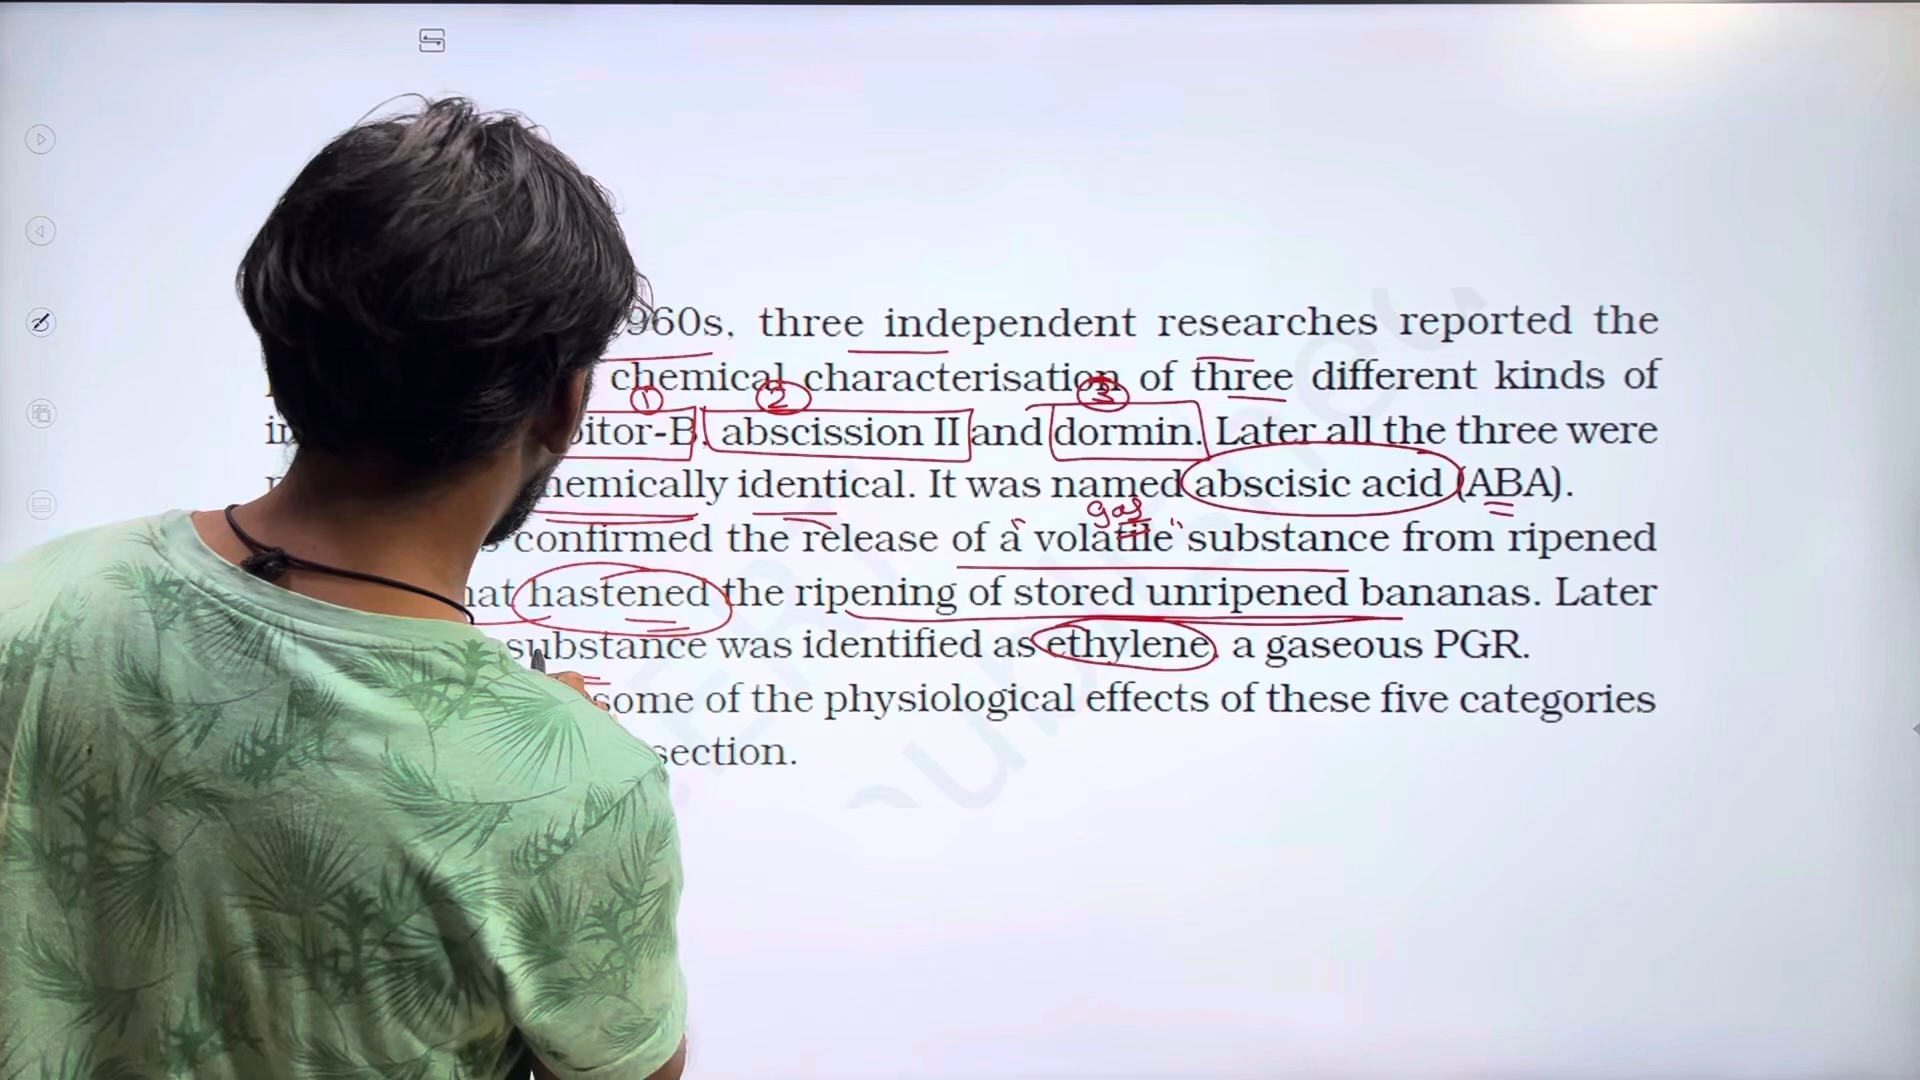 960s, three independent researches reported the
chemical characterisation of three different kinds of
① ② ③
bitor-B, abscission II and dormin. Later all the three were
hemically identical. It was named abscisic acid (ABA).
gas
confirmed the release of a " volatile " substance from ripened
hat hastened the ripening of stored unripened bananas. Later
substance was identified as ethylene, a gaseous PGR.
some of the physiological effects of these five categories
section.